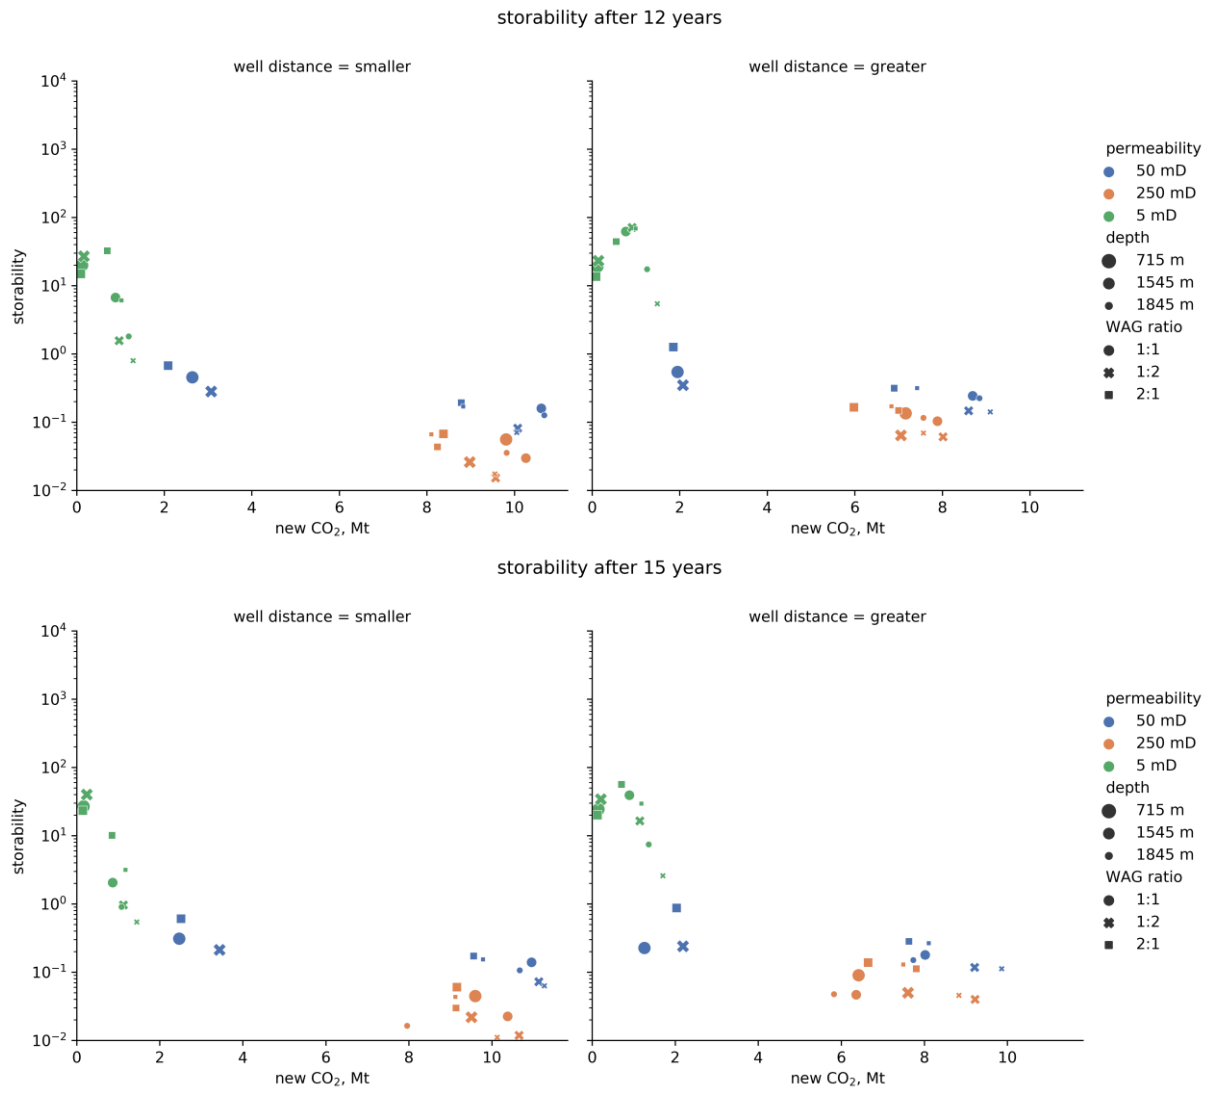 storability after 12 years
well distance = smaller
well distance = greater
10⁴
10³
10²
10¹
10⁰
10⁻¹
10⁻²
storability
0 2 4 6 8 10
new CO₂, Mt
0 2 4 6 8 10
new CO₂, Mt
permeability
50 mD
250 mD
5 mD
depth
715 m
1545 m
1845 m
WAG ratio
1:1
1:2
2:1
storability after 15 years
well distance = smaller
well distance = greater
10⁴
10³
10²
10¹
10⁰
10⁻¹
10⁻²
storability
0 2 4 6 8 10
new CO₂, Mt
0 2 4 6 8 10
new CO₂, Mt
permeability
50 mD
250 mD
5 mD
depth
715 m
1545 m
1845 m
WAG ratio
1:1
1:2
2:1